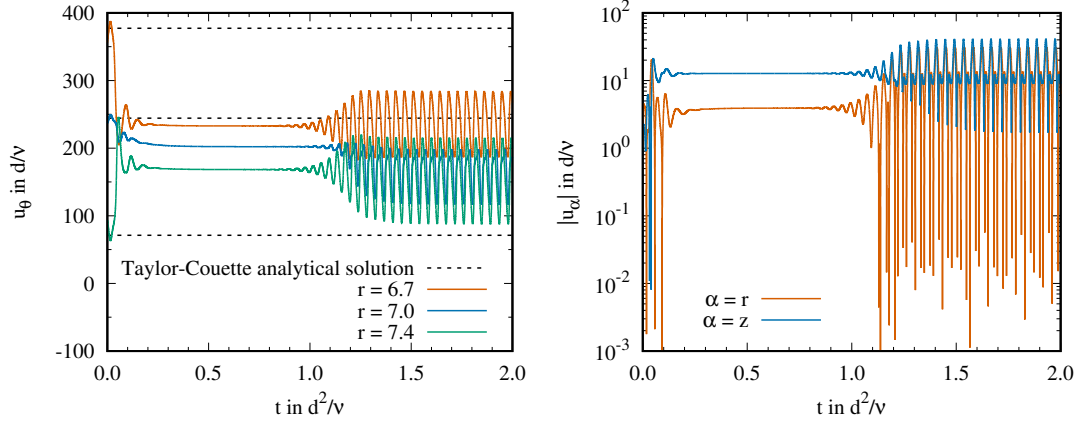 400
300
200
100
0
-100
u_θ in d/ν
0.0 0.5 1.0 1.5 2.0
t in d²/ν
Taylor-Couette analytical solution
r = 6.7
r = 7.0
r = 7.4
10²
10¹
10⁰
10⁻¹
10⁻²
10⁻³
|u_α| in d/ν
0.0 0.5 1.0 1.5 2.0
t in d²/ν
α = r
α = z